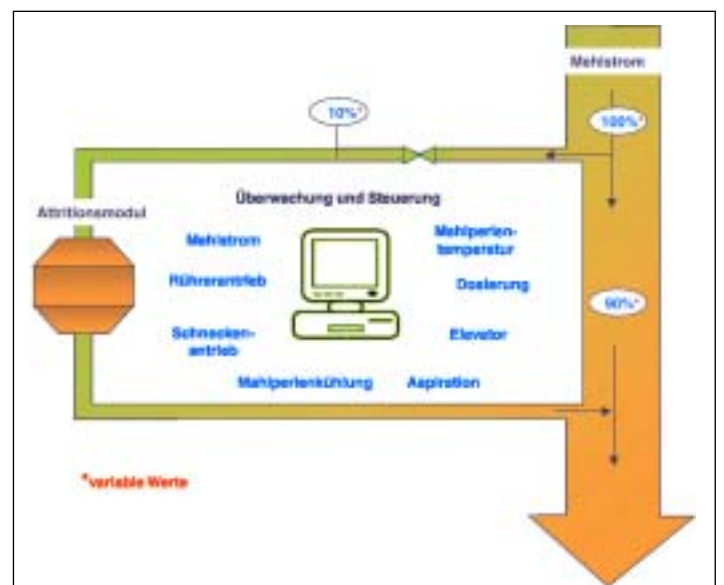 Mehlstrom
10%*
100%*
Überwachung und Steuerung
Attritionsmodul
Mehlstrom
Mahlperlen-
temperatur
Rührerantrieb
Dosierung
90%*
Schnecken-
antrieb
Elevator
Mahlperlenkühlung
Aspiration
*variable Werte